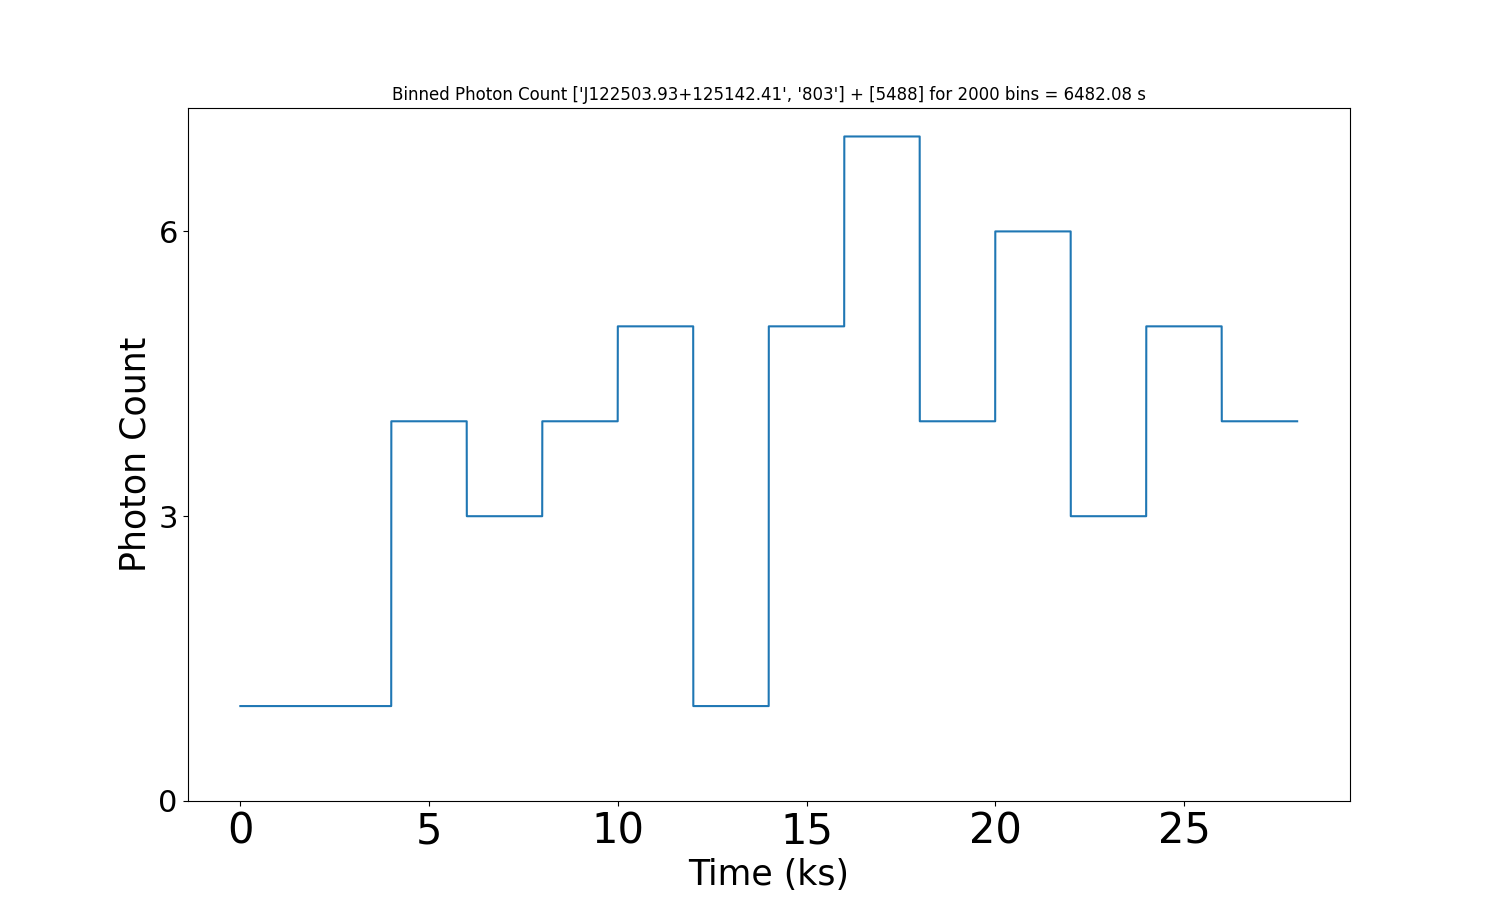 Binned Photon Count ['J122503.93+125142.41', '803'] + [5488] for 2000 bins = 6482.08 s
Photon Count
6
3
0
0 5 10 15 20 25
Time (ks)